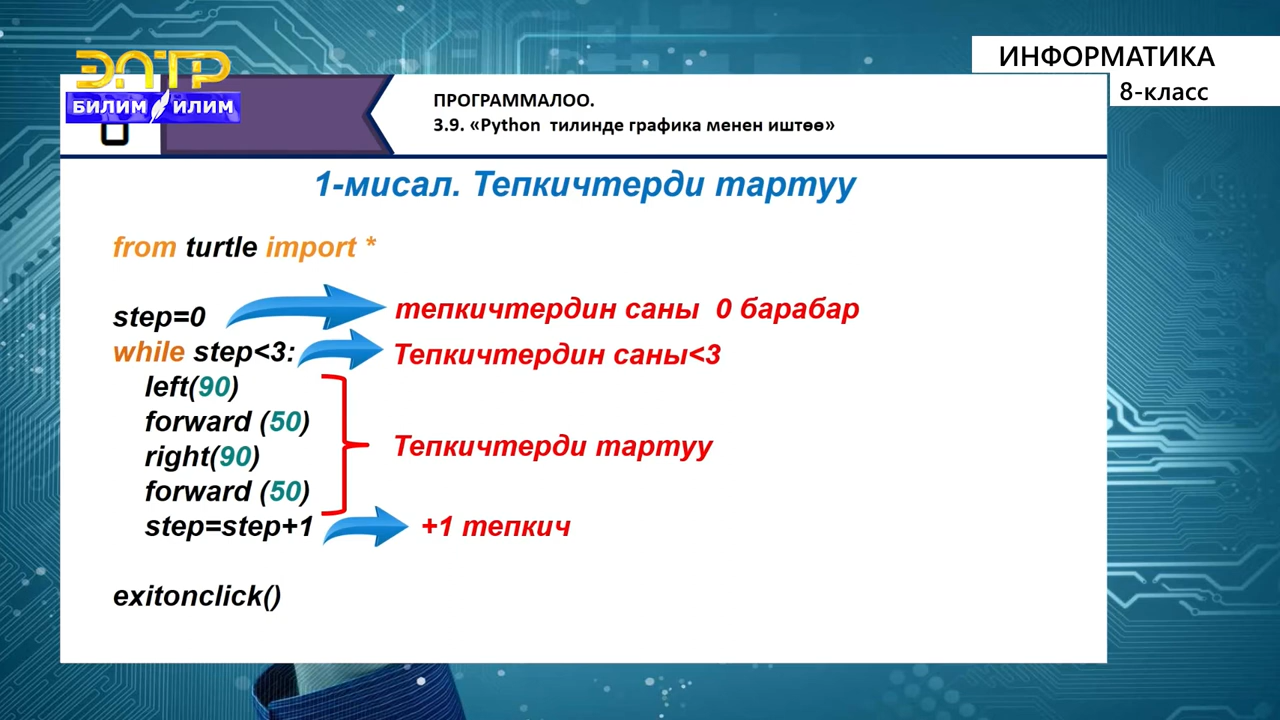 ЭЛТР
БИЛИМ ИЛИМ
ИНФОРМАТИКА
8-класс
ПРОГРАММАЛОО.
3.9. «Python тилинде графика менен иштөө»
1-мисал. Тепкичтерди тартуу
from turtle import *
step=0
тепкичтердин саны 0 барабар
while step<3:
Тепкичтердин саны<3
left(90)
forward (50)
right(90)
forward (50)
Тепкичтерди тартуу
step=step+1
+1 тепкич
exitonclick()